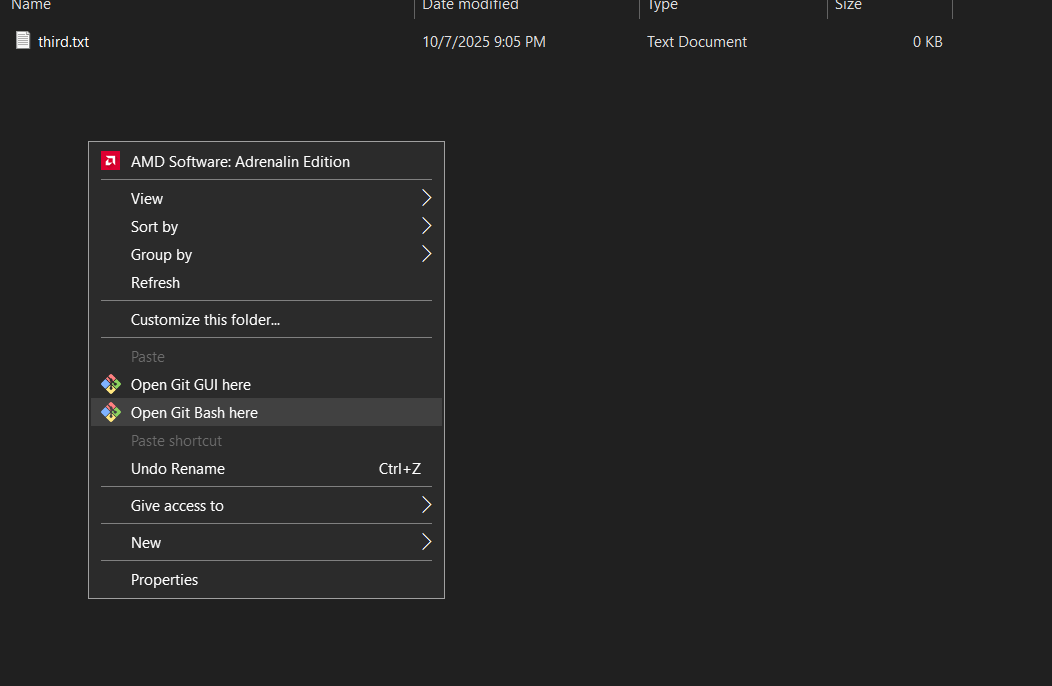 Name Date modified Type Size
third.txt 10/7/2025 9:05 PM Text Document 0 KB
AMD Software: Adrenalin Edition
View
Sort by
Group by
Refresh
Customize this folder...
Paste
Open Git GUI here
Open Git Bash here
Paste shortcut
Undo Rename Ctrl+Z
Give access to
New
Properties